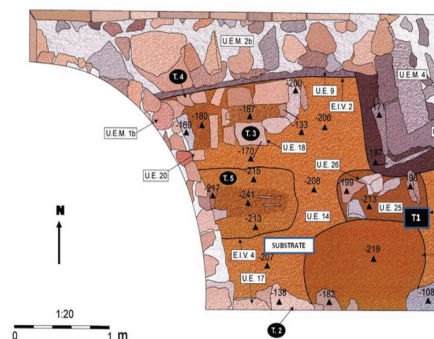 U.E.M. 2b
U.E.M. 4
T. 4
-200
U.E. 9
E.I.V. 2
-187
-180
-171
-169
T. 3
-133
-206
U.E.M. 1b
U.E. 18
-170
U.E. 26
-187
U.E. 20
-215
T. 5
-217
-208
-199
-241
213
U.E. 25
T1
-213
U.E. 14
N
SUBSTRATE
E.I.V. 4
-219
-207
U.E. 17
1:20
-138
-182
-108
0
1 m
T. 2